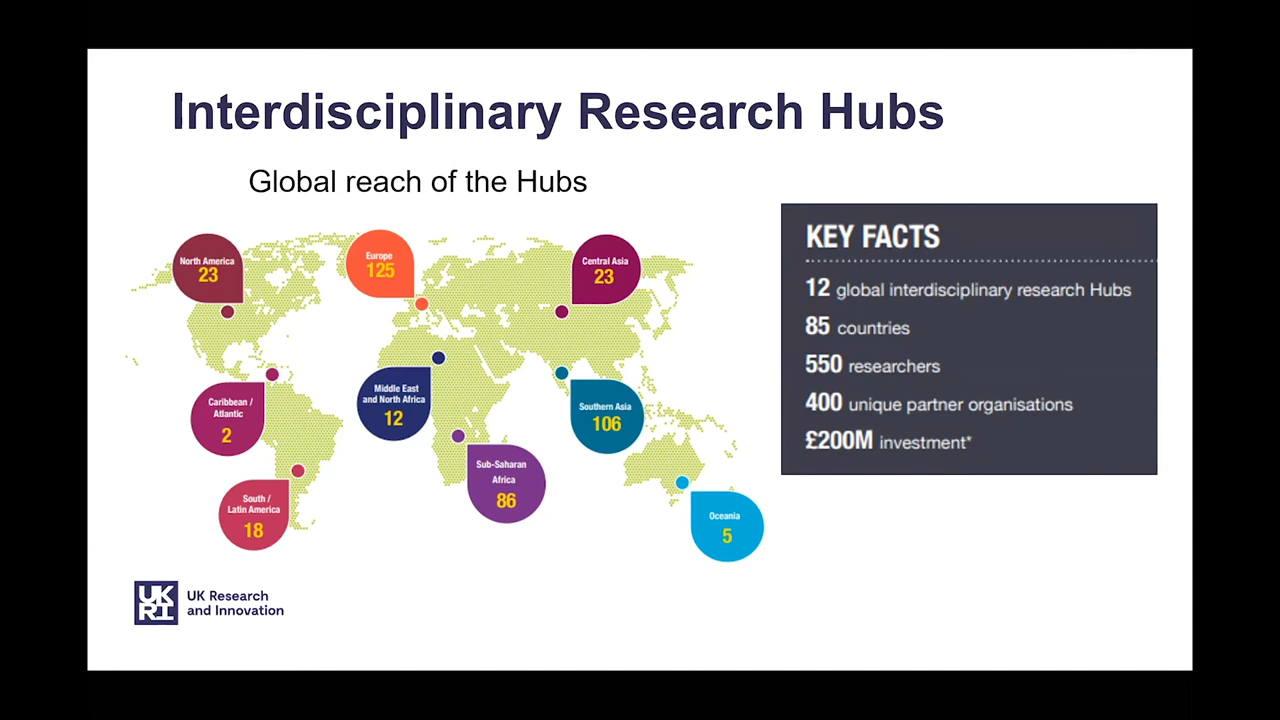 Interdisciplinary Research Hubs
Global reach of the Hubs
North America
23
Europe
125
Central Asia
23
Caribbean /
Atlantic
2
Middle East
and North Africa
12
Southern Asia
106
South /
Latin America
18
Sub-Saharan
Africa
86
Oceania
5
KEY FACTS
12 global interdisciplinary research Hubs
85 countries
550 researchers
400 unique partner organisations
£200M investment*
UK
RI
UK Research
and Innovation